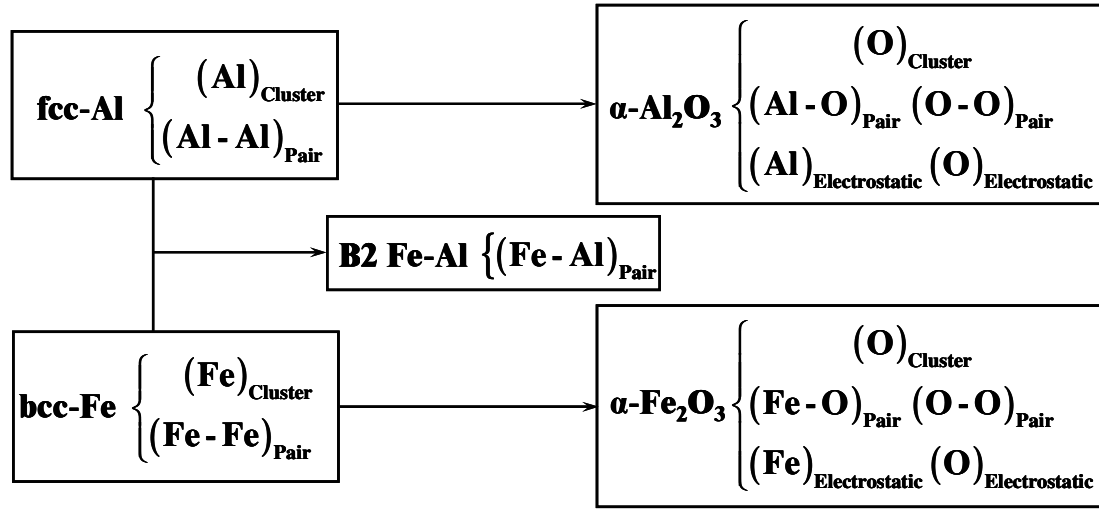 fcc-Al { (Al)Cluster
(Al - Al)Pair
α-Al₂O₃ { (O)Cluster
(Al - O)Pair (O - O)Pair
(Al)Electrostatic (O)Electrostatic
B2 Fe-Al {(Fe - Al)Pair
bcc-Fe { (Fe)Cluster
(Fe - Fe)Pair
α-Fe₂O₃ { (O)Cluster
(Fe - O)Pair (O - O)Pair
(Fe)Electrostatic (O)Electrostatic